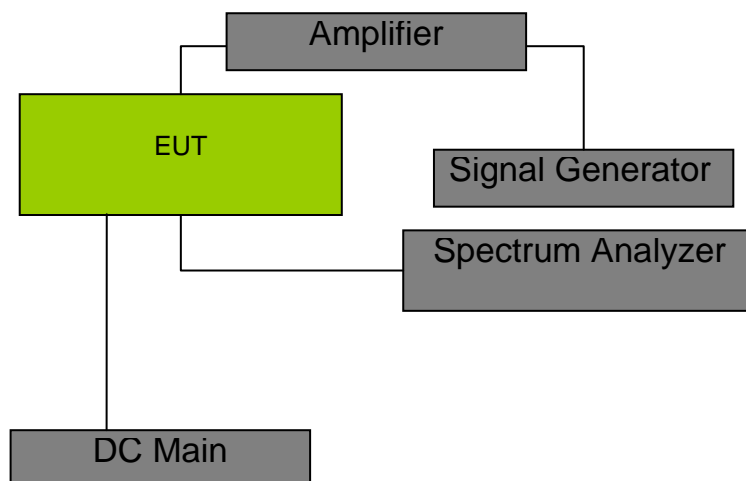 Amplifier
EUT
Signal Generator
Spectrum Analyzer
DC Main